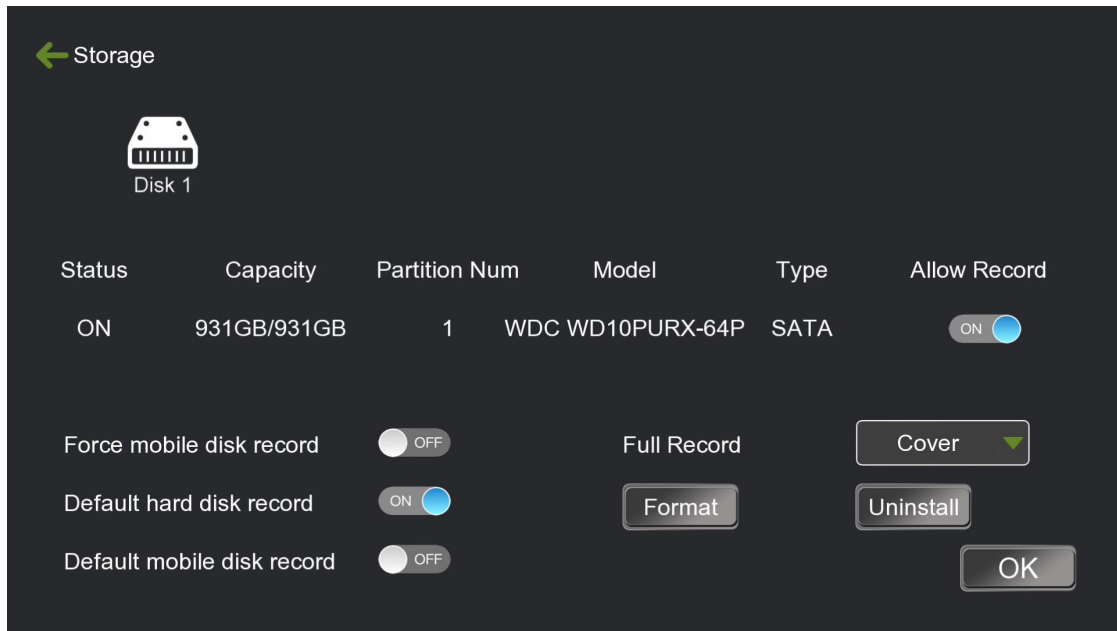 Storage
Disk 1
Status Capacity Partition Num Model Type Allow Record
ON 931GB/931GB 1 WDC WD10PURX-64P SATA ON
Force mobile disk record OFF Full Record Cover
Default hard disk record ON Format Uninstall
Default mobile disk record OFF OK